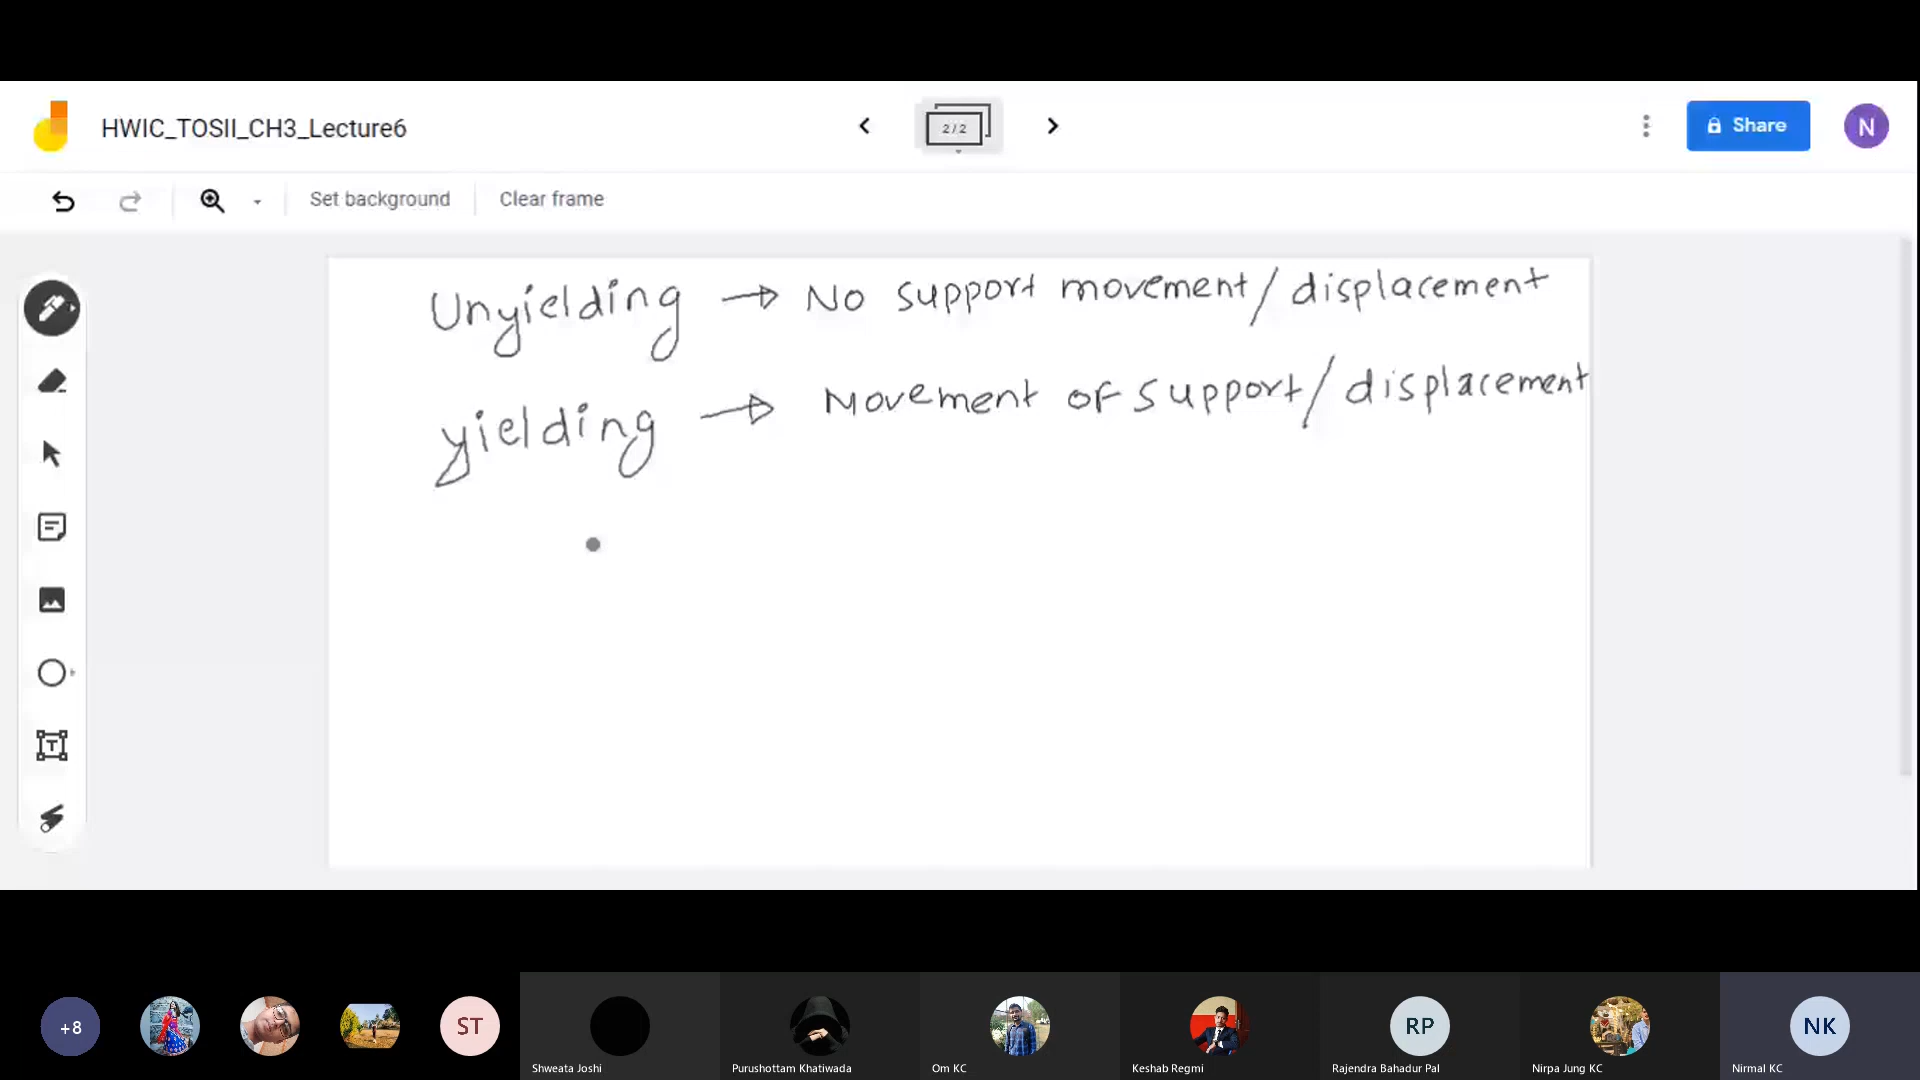 HWIC_TOSII_CH3_Lecture6
2/2
Share
N
Set background
Clear frame
Unyielding → No support movement/displacement
yielding → Movement of support/displacement
+8
ST
RP
NK
Shweata Joshi
Purushottam Khatiwada
Om KC
Keshab Regmi
Rajendra Bahadur Pal
Nirpa Jung KC
Nirmal KC